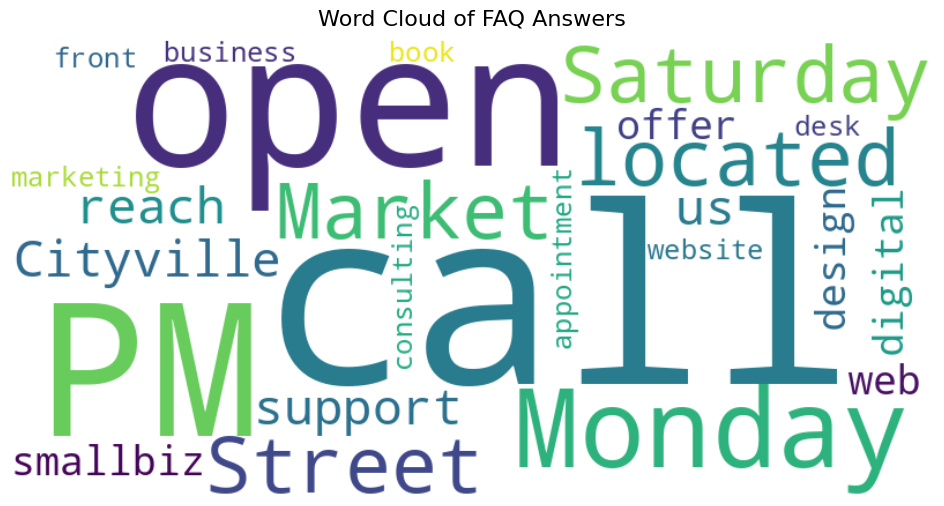 Word Cloud of FAQ Answers
front
business
book
open
Saturday
offer
desk
located
marketing
reach
Market
appointment
us
design
digital
consulting
Cityville
website
call
PM
web
support
Monday
smallbiz
Street